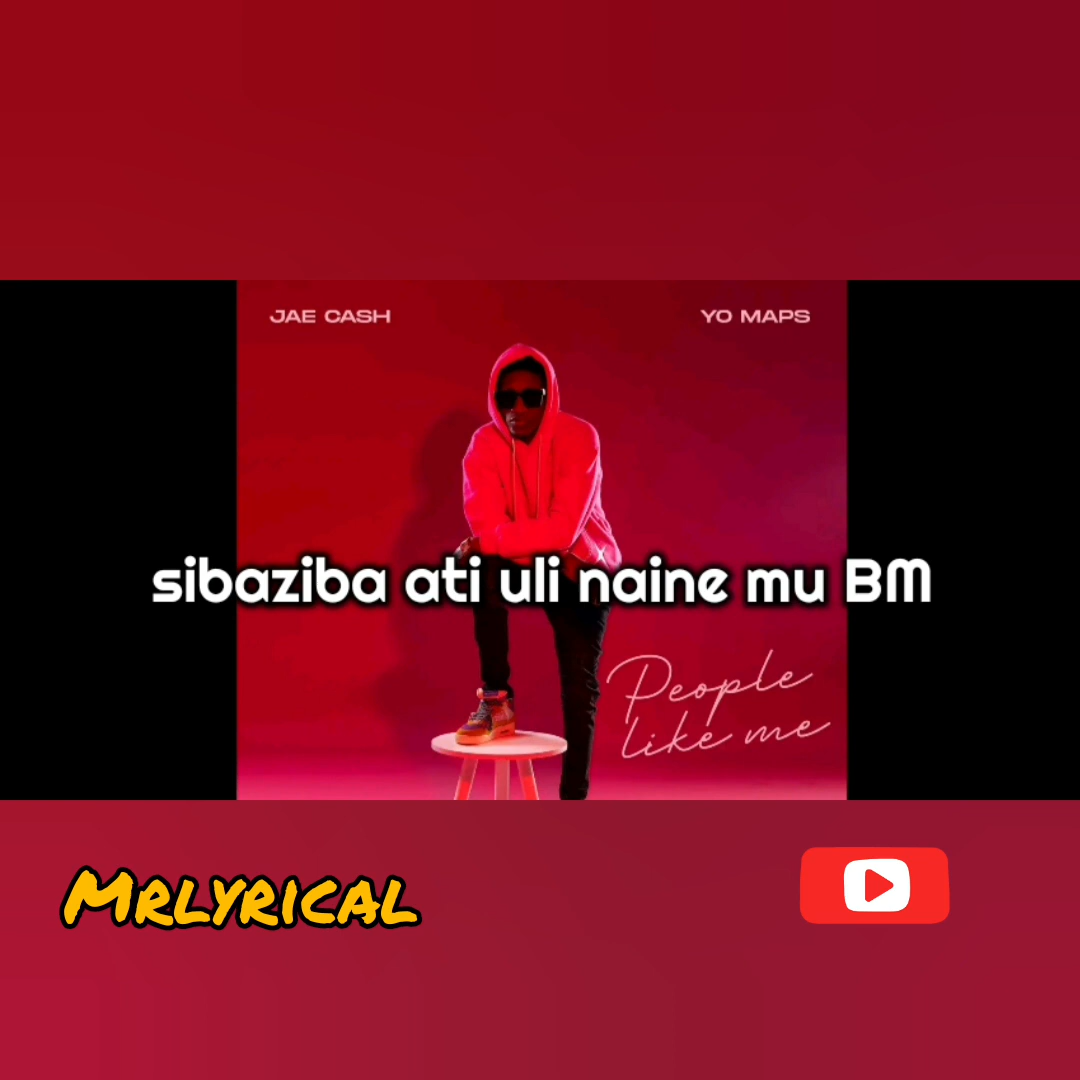 JAE CASH
YO MAPS
sibaziba ati uli naine mu BM
People
like me
MRLYRICAL